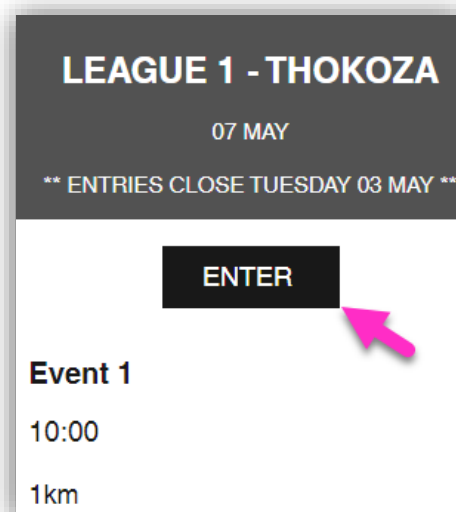 LEAGUE 1 - THOKOZA
07 MAY
** ENTRIES CLOSE TUESDAY 03 MAY **
ENTER
Event 1
10:00
1km